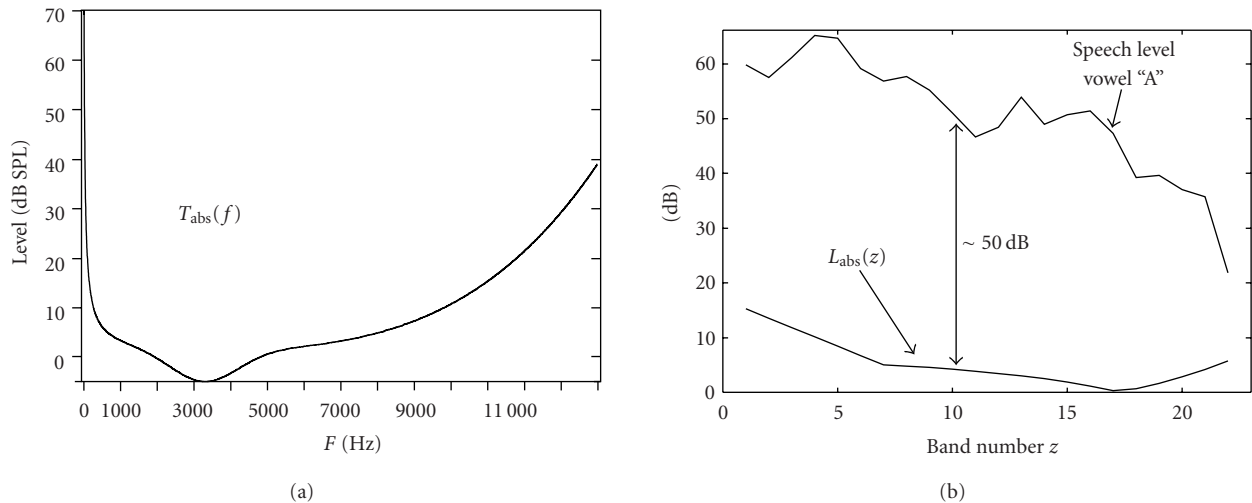 70
60
50
40
30
20
10
0
Level (dB SPL)
T_abs(f)
0 1000 3000 5000 7000 9000 11 000
F (Hz)
(a)
60
50
40
30
20
10
0
(dB)
Speech level
vowel “A”
∼ 50 dB
L_abs(z)
0 5 10 15 20
Band number z
(b)